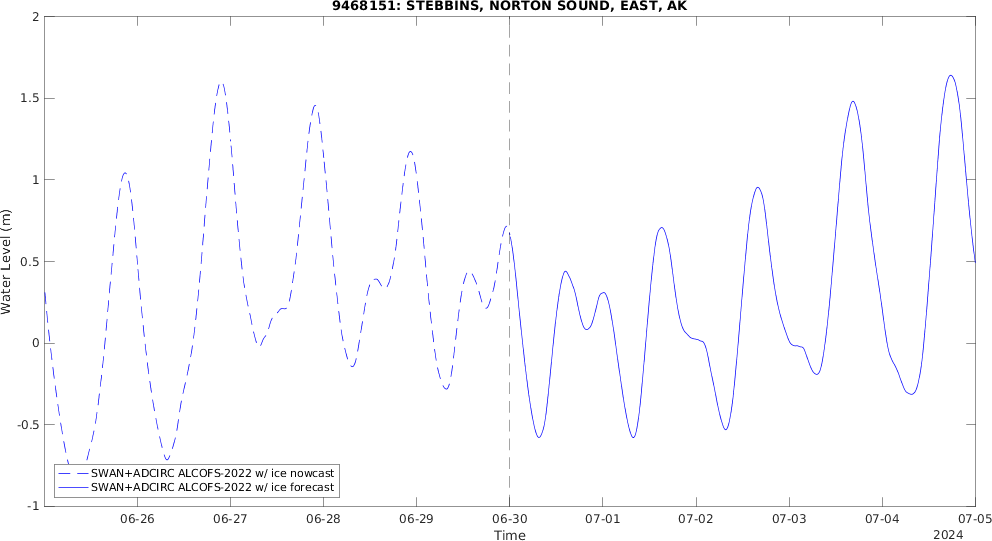 9468151: STEBBINS, NORTON SOUND, EAST, AK
Water Level (m)
2
1.5
1
0.5
0
-0.5
-1
SWAN+ADCIRC ALCOFS-2022 w/ ice nowcast
SWAN+ADCIRC ALCOFS-2022 w/ ice forecast
06-26 06-27 06-28 06-29 06-30 07-01 07-02 07-03 07-04 07-05
Time
2024